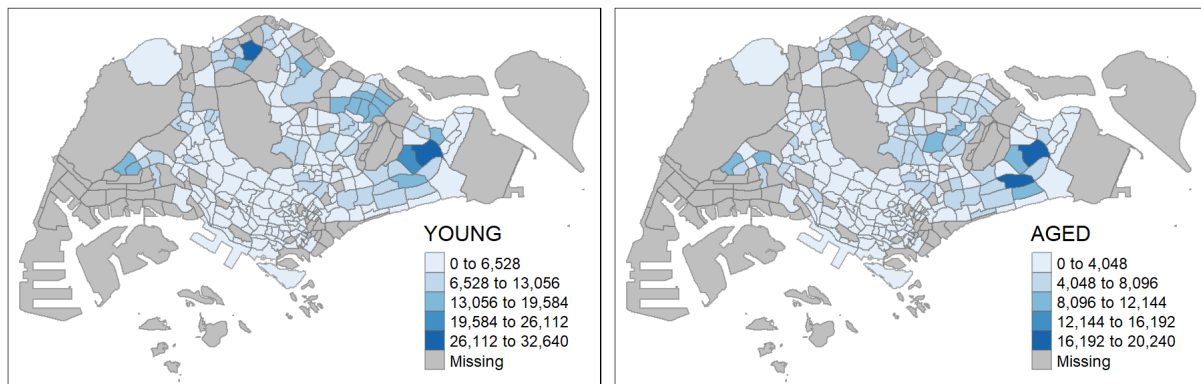 YOUNG
0 to 6,528
6,528 to 13,056
13,056 to 19,584
19,584 to 26,112
26,112 to 32,640
Missing
AGED
0 to 4,048
4,048 to 8,096
8,096 to 12,144
12,144 to 16,192
16,192 to 20,240
Missing